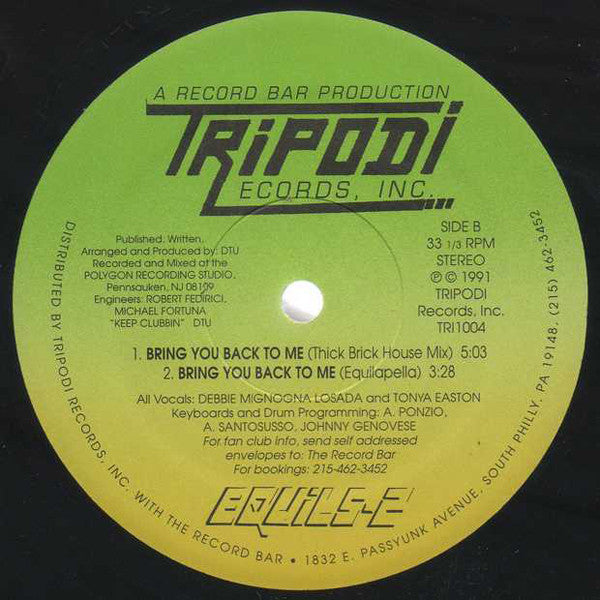 A RECORD BAR PRODUCTION
TRiPODi
RECORDS, INC...
Published: Written,
Arranged and Produced by: DTU
Recorded and Mixed at the
POLYGON RECORDING STUDIO,
Pennsauken, NJ 08109
Engineers: ROBERT FEDIRICI,
MICHAEL FORTUNA
"KEEP CLUBBIN" DTU
SIDE B
33 1/3 RPM
STEREO
℗ © 1991
TRIPODI
Records, Inc.
TRI1004
1. BRING YOU BACK TO ME (Thick Brick House Mix) 5:03
2. BRING YOU BACK TO ME (Equilapella) 3:28
All Vocals: DEBBIE MIGNOGNA LOSADA and TONYA EASTON
Keyboards and Drum Programming: A. PONZIO,
A. SANTOSUSSO, JOHNNY GENOVESE
For fan club info, send self addressed
envelopes to: The Record Bar
For bookings: 215-462-3452
EQUiLS-E
DISTRIBUTED BY TRIPODI RECORDS, INC. WITH THE RECORD BAR • 1832 E. PASSYUNK AVENUE, SOUTH PHILLY, PA 19148, (215) 462-3452